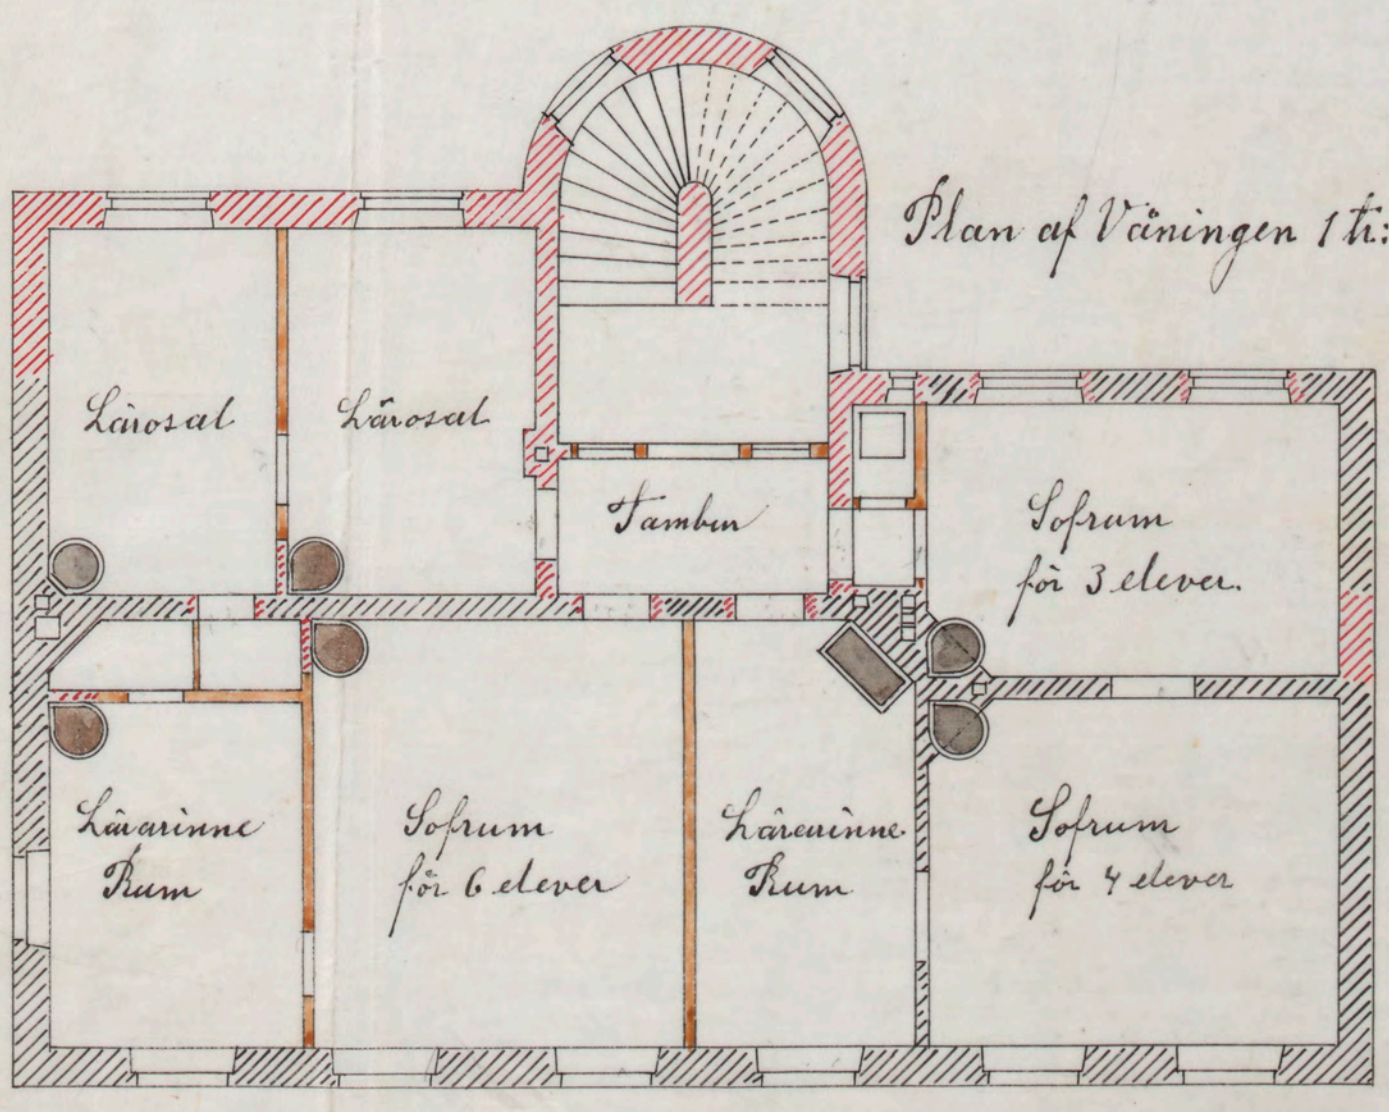 Plan af Våningen 1 tr:
Lärosal
Lärosal
Tambur
Sofrum
för 3 elever.
Lärarinne
Rum
Sofrum
för 6 elever
Lärarinne
Rum
Sofrum
för 4 elever